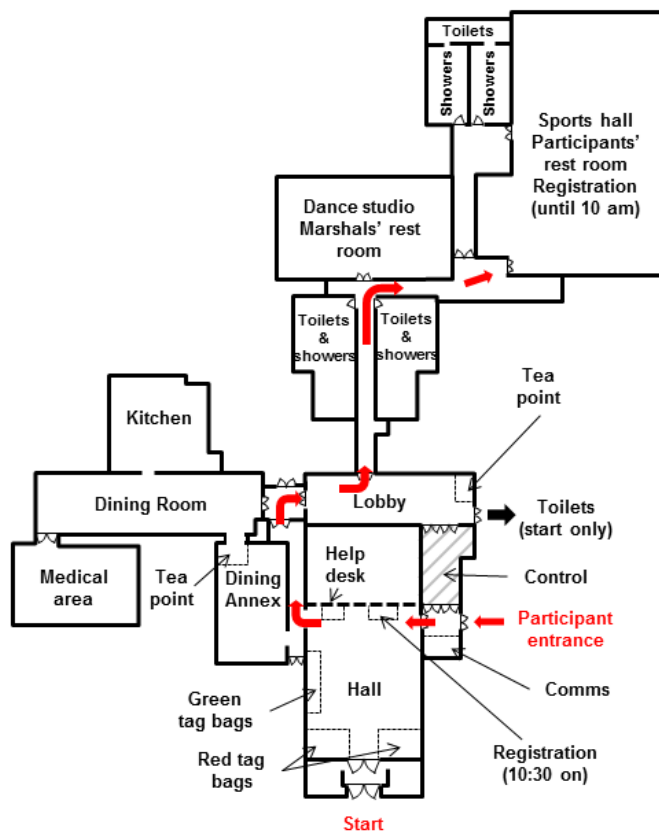 Toilets
Showers
Showers
Sports hall
Participants'
rest room
Registration
(until 10 am)
Dance studio
Marshals' rest
room
Toilets
&
showers
Toilets
&
showers
Tea
point
Kitchen
Dining Room
Lobby
Toilets
(start only)
Medical
area
Tea
point
Dining
Annex
Help
desk
Control
Participant
entrance
Hall
Comms
Green
tag bags
Red tag
bags
Registration
(10:30 on)
Start